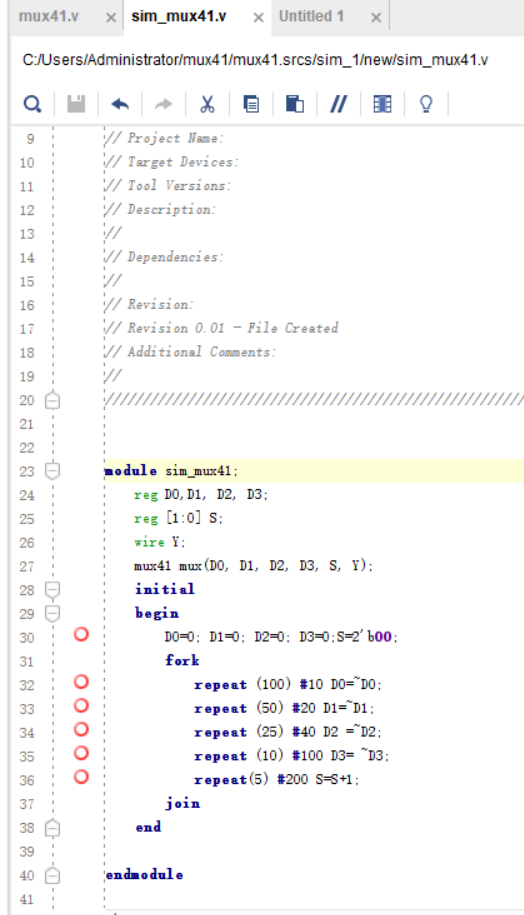 mux41.v × sim_mux41.v × Untitled 1 ×
C:/Users/Administrator/mux41/mux41.srcs/sim_1/new/sim_mux41.v
9 // Project Name:
10 // Target Devices:
11 // Tool Versions:
12 // Description:
13 //
14 // Dependencies:
15 //
16 // Revision:
17 // Revision 0.01 - File Created
18 // Additional Comments:
19 //
20 //////////////////////////////////////////////////////////
21
22
23 module sim_mux41;
24 reg D0,D1, D2, D3;
25 reg [1:0] S;
26 wire Y;
27 mux41 mux(D0, D1, D2, D3, S, Y);
28 initial
29 begin
30 D0=0; D1=0; D2=0; D3=0;S=2'b00;
31 fork
32 repeat (100) #10 D0=~D0;
33 repeat (50) #20 D1=~D1;
34 repeat (25) #40 D2 =~D2;
35 repeat (10) #100 D3= ~D3;
36 repeat(5) #200 S=S+1;
37 join
38 end
39
40 endmodule
41